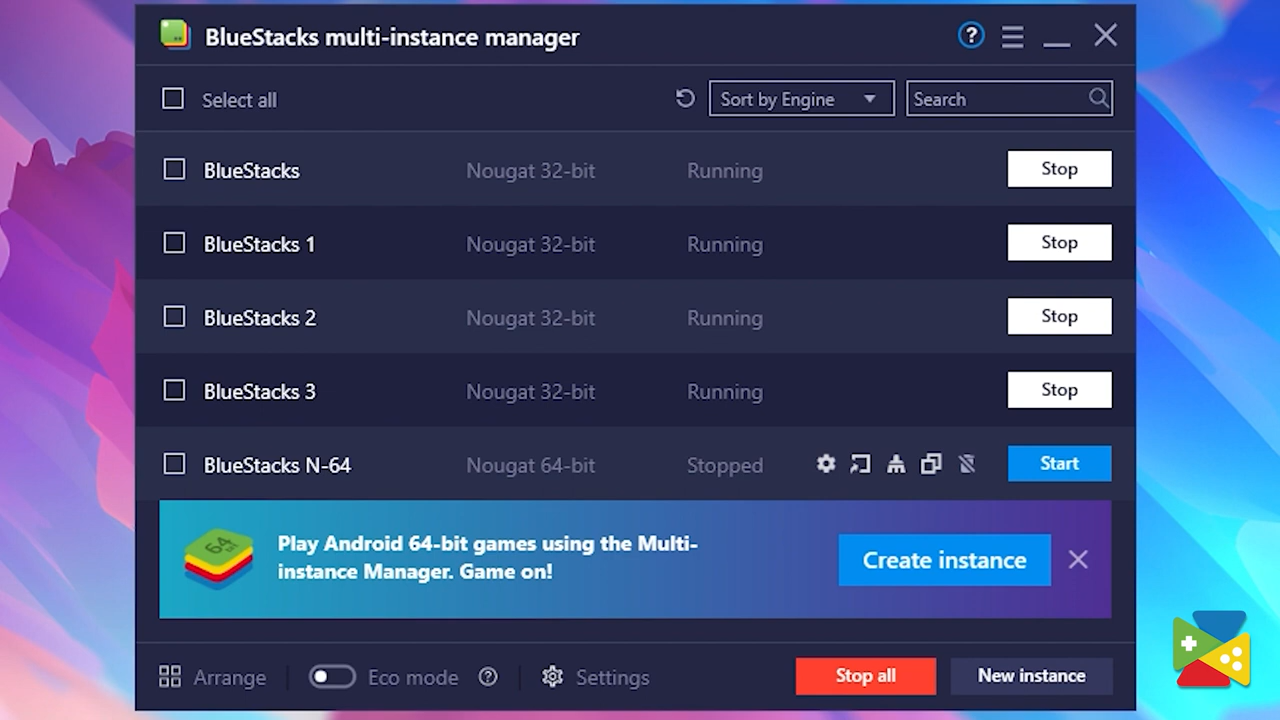 BlueStacks multi-instance manager
?
Select all
Sort by Engine
Search
BlueStacks Nougat 32-bit Running Stop
BlueStacks 1 Nougat 32-bit Running Stop
BlueStacks 2 Nougat 32-bit Running Stop
BlueStacks 3 Nougat 32-bit Running Stop
BlueStacks N-64 Nougat 64-bit Stopped Start
64
bit
Play Android 64-bit games using the Multi-
instance Manager. Game on!
Create instance
Arrange
Eco mode ?
Settings
Stop all
New instance